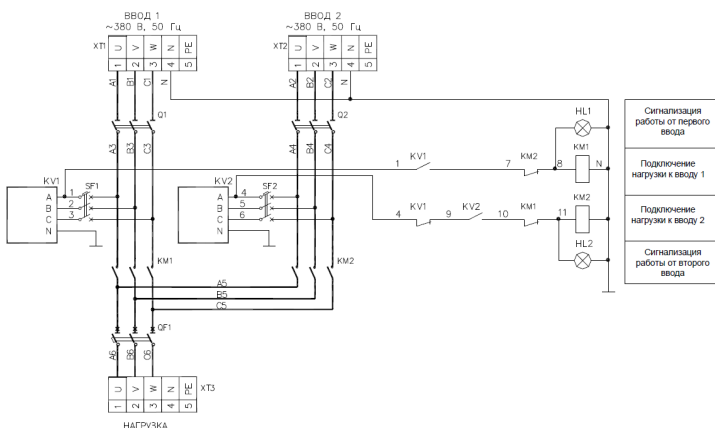 ВВОД 1
~380 В, 50 Гц
XT1
U V W N PE
1 2 3 4 5
A1 B1 C1 N
Q1
A3 B3 C3
ВВОД 2
~380 В, 50 Гц
XT2
U V W N PE
1 2 3 4 5
A2 B2 C2 N
Q2
A4 B4 C4
KV1
A
B
C
N
1
2
3
SF1
KV2
A
B
C
N
4
5
6
SF2
1 KV1 7 KM2 8 KM1 N
HL1
4 KV1 9 KV2 10 KM1 11 KM2
HL2
KM1
KM2
A5
B5
C5
QF1
A6 B6 C6
U V W N PE
1 2 3 4 5
XT3
НАГРУЗКА
Сигнализация
работы от первого
ввода
Подключение
нагрузки к вводу 1
Подключение
нагрузки к вводу 2
Сигнализация
работы от второго
ввода